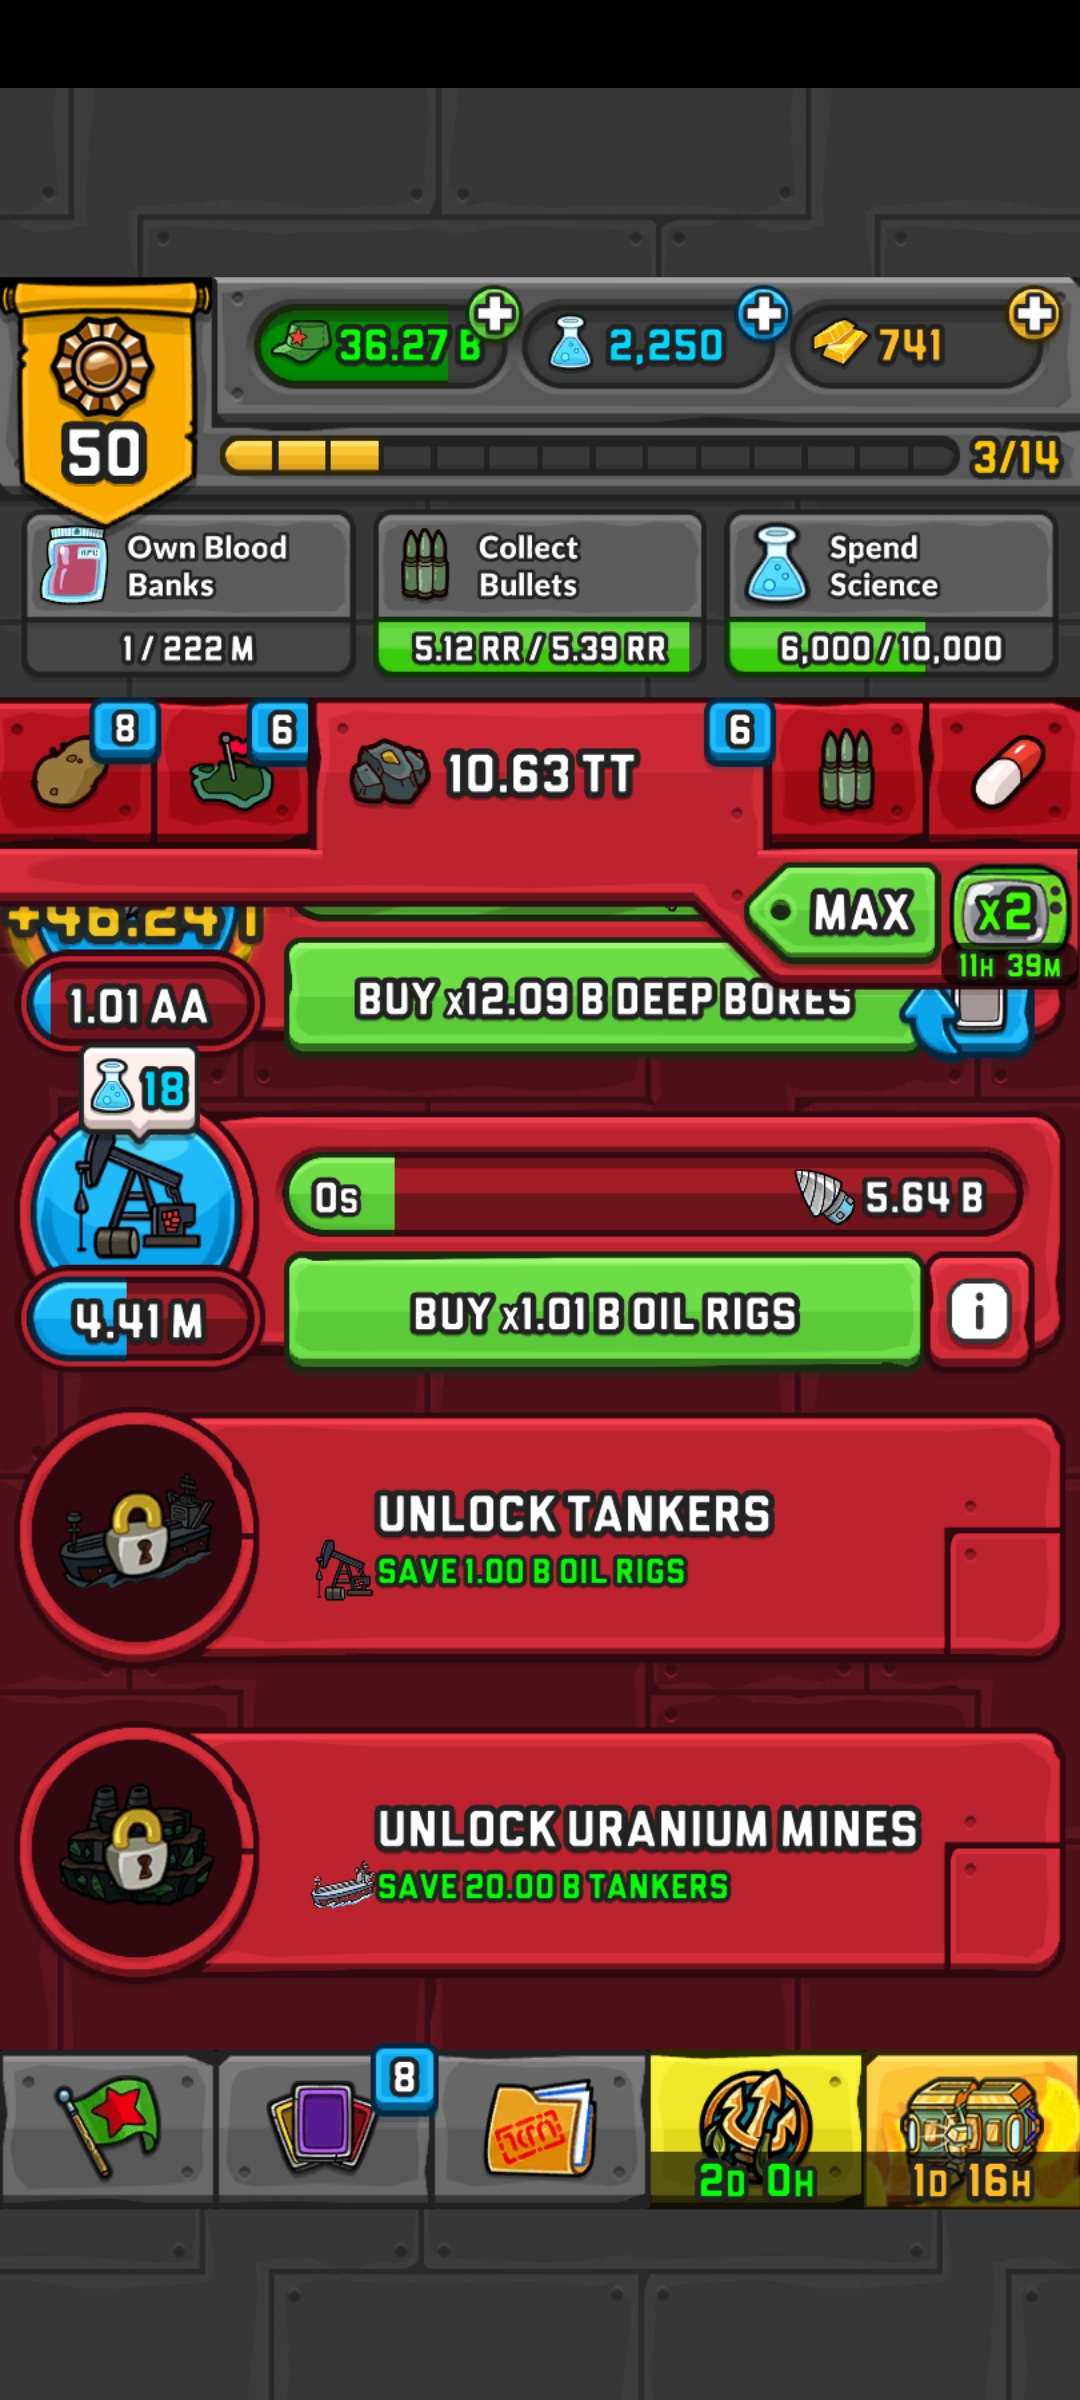 36.27 B
2,250
741
50
3/14
Own Blood
Banks
1 / 222 M
Collect
Bullets
5.12 RR / 5.39 RR
Spend
Science
6,000 / 10,000
8
6
10.63 TT
6
MAX
x2
11H 39M
1.01 AA
BUY x12.09 B DEEP BORES
18
0s
5.64 B
4.41 M
BUY x1.01 B OIL RIGS
i
UNLOCK TANKERS
SAVE 1.00 B OIL RIGS
UNLOCK URANIUM MINES
SAVE 20.00 B TANKERS
8
2D 0H
1D 16H